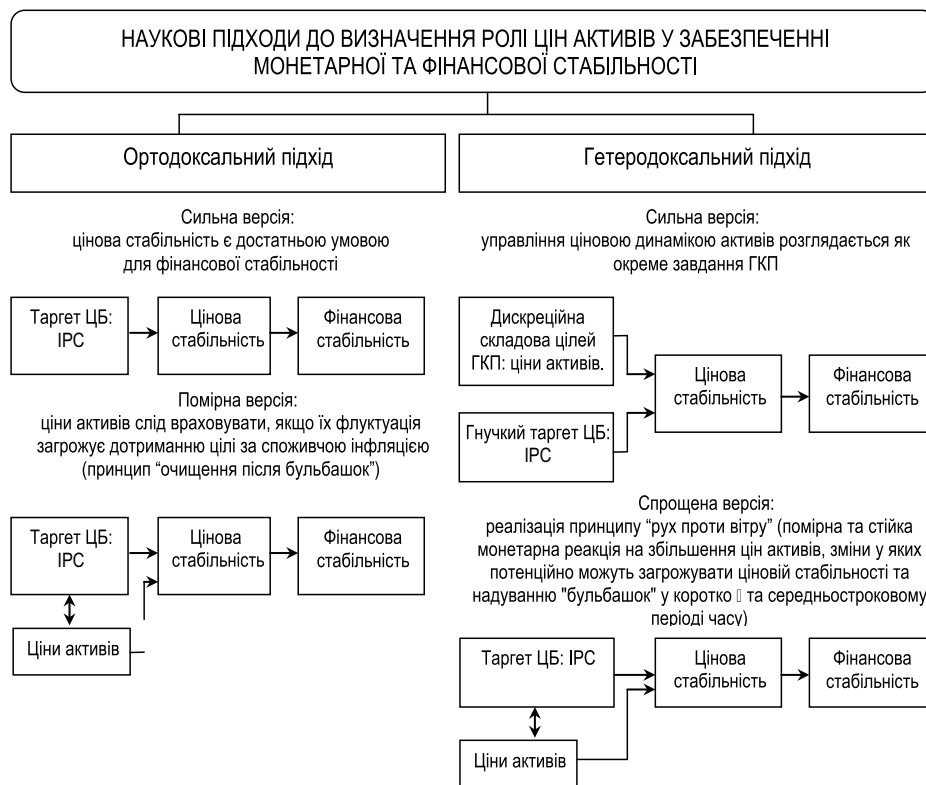 НАУКОВІ ПІДХОДИ ДО ВИЗНАЧЕННЯ РОЛІ ЦІН АКТИВІВ У ЗАБЕЗПЕЧЕННІ
МОНЕТАРНОЇ ТА ФІНАНСОВОЇ СТАБІЛЬНОСТІ
Ортодоксальний підхід
Сильна версія:
цінова стабільність є достатньою умовою
для фінансової стабільності
Таргет ЦБ:
ІРС
Цінова
стабільність
Фінансова
стабільність
Помірна версія:
ціни активів слід враховувати, якщо їх флуктуація
загрожує дотриманню цілі за споживчою інфляцією
(принцип “очищення після бульбашок”)
Таргет ЦБ:
ІРС
Цінова
стабільність
Фінансова
стабільність
Ціни активів
Гетеродоксальний підхід
Сильна версія:
управління ціновою динамікою активів розглядається як
окреме завдання ГКП
Дискреційна
складова цілей
ГКП: ціни активів.
Гнучкий таргет ЦБ:
ІРС
Цінова
стабільність
Фінансова
стабільність
Спрощена версія:
реалізація принципу “рух проти вітру” (помірна та стійка
монетарна реакція на збільшення цін активів, зміни у яких
потенційно можуть загрожувати ціновій стабільності та
надуванню "бульбашок" у коротко ▯ та середньостроковому
періоді часу)
Таргет ЦБ: ІРС
Цінова
стабільність
Фінансова
стабільність
Ціни активів